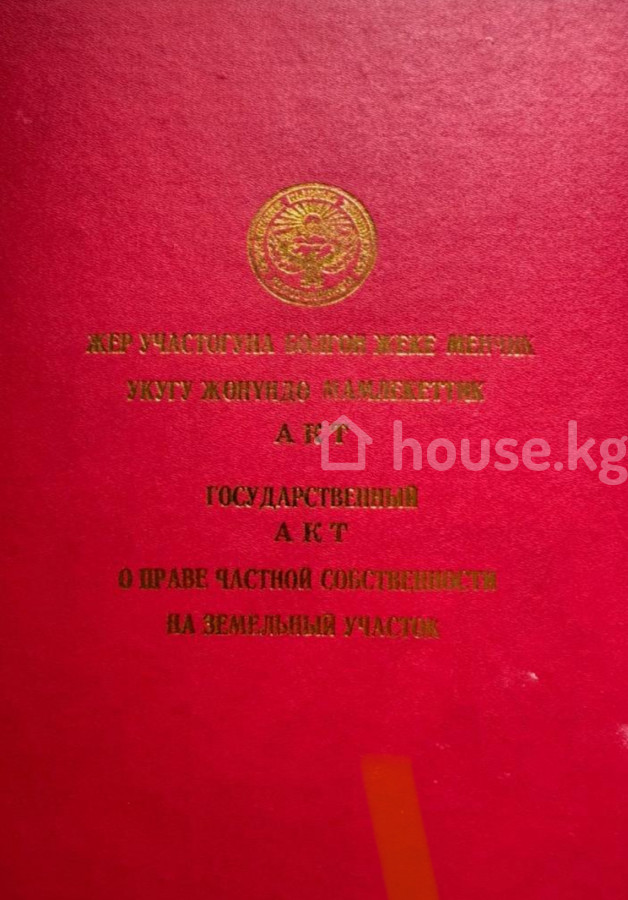 ЖЕР УЧАСТОГУНА БОЛГОН ЖЕКЕ МЕНЧИК
УКУГУ ЖӨНҮНДӨ МАМЛЕКЕТТИК
АКТ
house.kg
ГОСУДАРСТВЕННЫЙ
АКТ
О ПРАВЕ ЧАСТНОЙ СОБСТВЕННОСТИ
НА ЗЕМЕЛЬНЫЙ УЧАСТОК